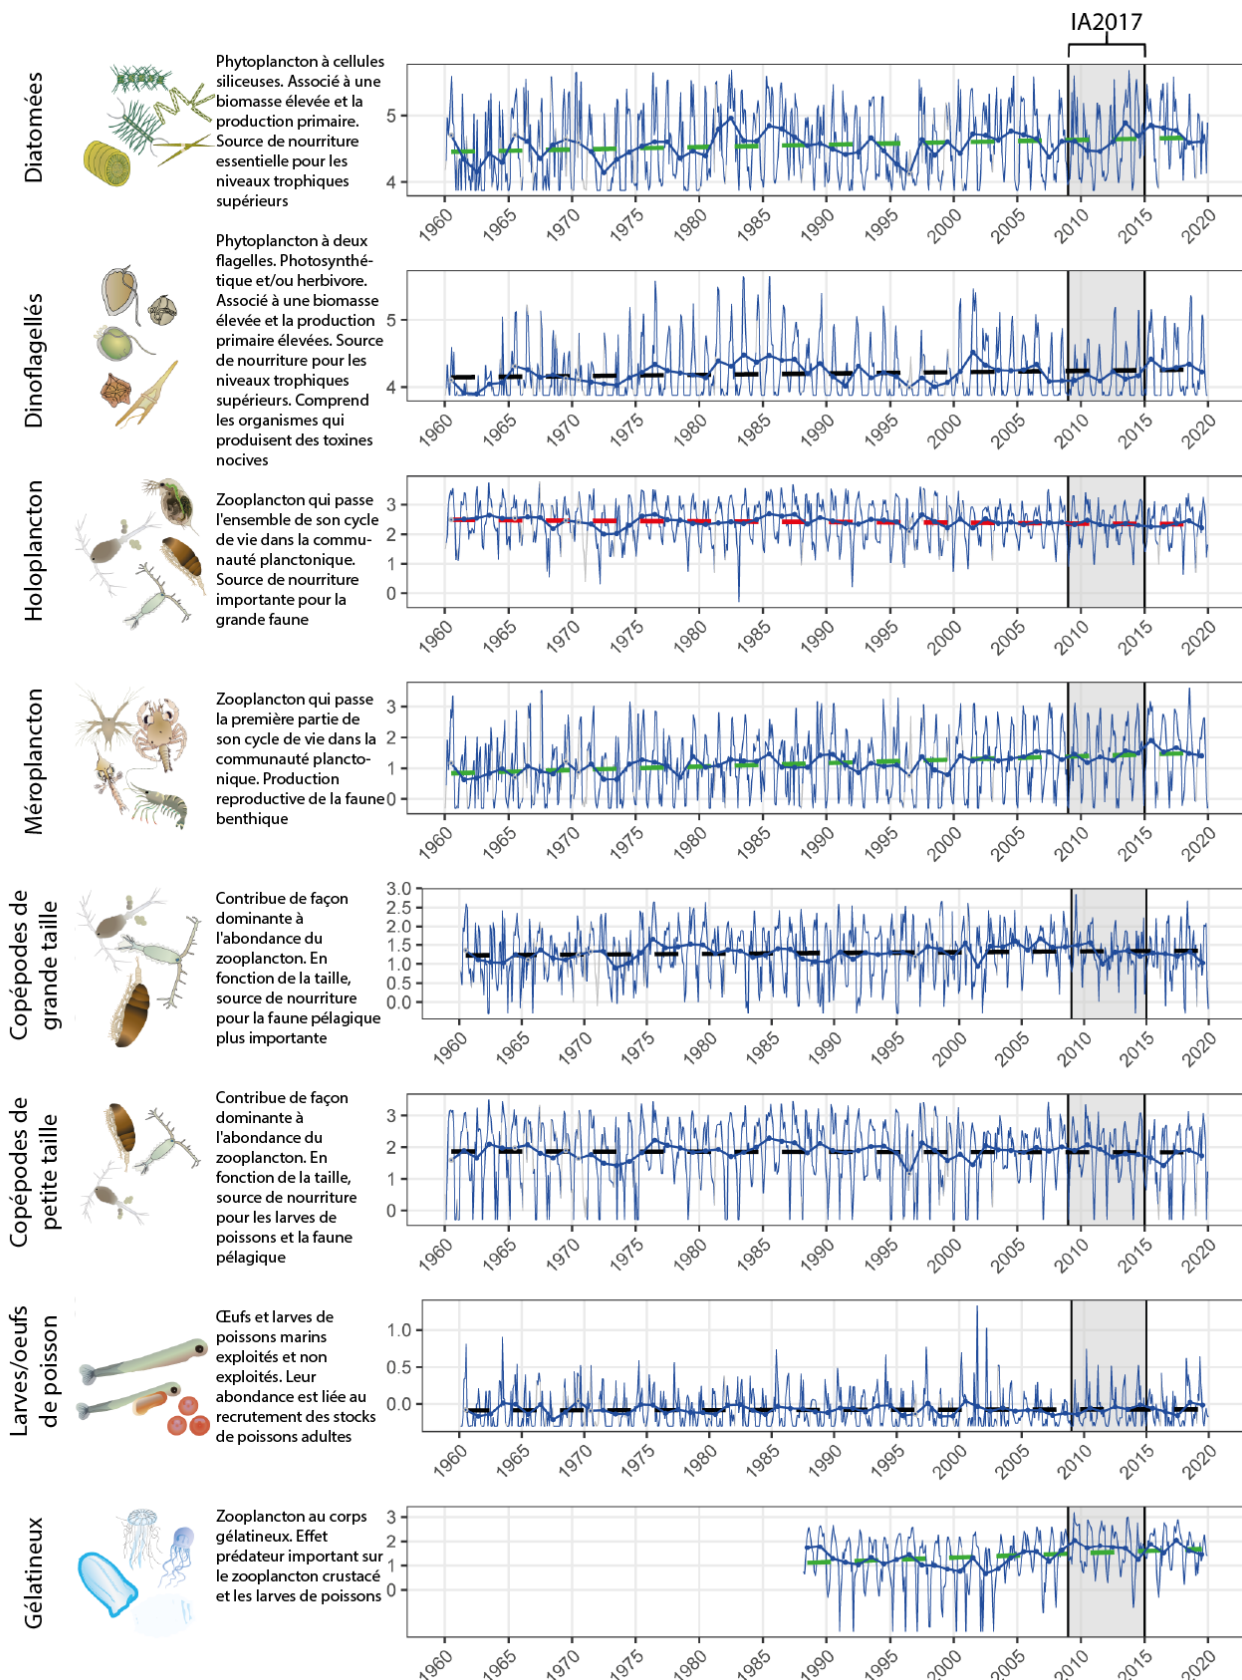 IA2017
Diatomées
Phytoplancton à cellules
siliceuses. Associé à une
biomasse élevée et la
production primaire.
Source de nourriture
essentielle pour les
niveaux trophiques
supérieurs
5
4
1960 1965 1970 1975 1980 1985 1990 1995 2000 2005 2010 2015 2020
Dinoflagellés
Phytoplancton à deux
flagelles. Photosynthé-
tique et/ou herbivore.
Associé à une biomasse
élevée et la production
primaire élevées. Source
de nourriture pour les
niveaux trophiques
supérieurs. Comprend
les organismes qui
produisent des toxines
nocives
5
4
1960 1965 1970 1975 1980 1985 1990 1995 2000 2005 2010 2015 2020
Holoplancton
Zooplancton qui passe
l'ensemble de son cycle
de vie dans la commu-
nauté planctonique.
Source de nourriture
importante pour la
grande faune
3
2
1
0
1960 1965 1970 1975 1980 1985 1990 1995 2000 2005 2010 2015 2020
Méroplancton
Zooplancton qui passe
la première partie de
son cycle de vie dans la
communauté plancto-
nique. Production
reproductive de la faune
benthique
3
2
1
0
1960 1965 1970 1975 1980 1985 1990 1995 2000 2005 2010 2015 2020
Copépodes de
grande taille
Contribue de façon
dominante à
l'abondance du
zooplancton. En
fonction de la taille,
source de nourriture
pour la faune pélagique
plus importante
3.0
2.5
2.0
1.5
1.0
0.5
0.0
1960 1965 1970 1975 1980 1985 1990 1995 2000 2005 2010 2015 2020
Copépodes de
petite taille
Contribue de façon
dominante à
l'abondance du
zooplancton. En
fonction de la taille,
source de nourriture
pour les larves de
poissons et la faune
pélagique
3
2
1
0
1960 1965 1970 1975 1980 1985 1990 1995 2000 2005 2010 2015 2020
Larves/oeufs
de poisson
Œufs et larves de
poissons marins
exploités et non
exploités. Leur
abondance est liée au
recrutement des stocks
de poissons adultes
1.0
0.5
0.0
1960 1965 1970 1975 1980 1985 1990 1995 2000 2005 2010 2015 2020
Gélatineux
Zooplancton au corps
gélatineux. Effet
prédateur important sur
le zooplancton crustacé
et les larves de poissons
3
2
1
0
1960 1965 1970 1975 1980 1985 1990 1995 2000 2005 2010 2015 2020